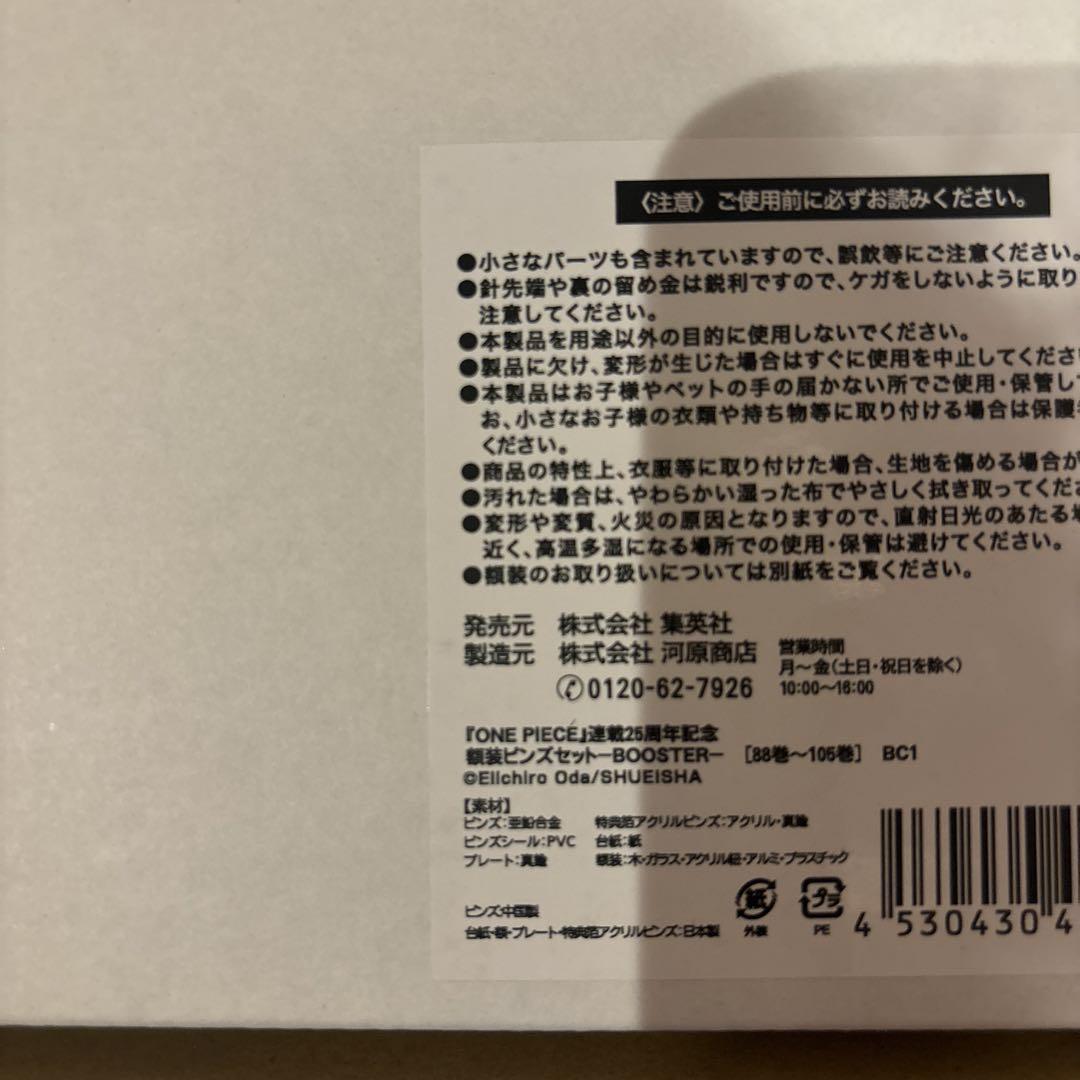 〈注意〉ご使用前に必ずお読みください。
●小さなパーツも含まれていますので、誤飲等にご注意ください。
●針先端や裏の留め金は鋭利ですので、ケガをしないように取り
注意してください。
●本製品を用途以外の目的に使用しないでください。
●製品に欠け、変形が生じた場合はすぐに使用を中止してくださ
●本製品はお子様やペットの手の届かない所でご使用・保管し
お、小さなお子様の衣類や持ち物等に取り付ける場合は保護
ください。
●商品の特性上、衣服等に取り付けた場合、生地を傷める場合が
●汚れた場合は、やわらかい湿った布でやさしく拭き取ってくだ
●変形や変質、火災の原因となりますので、直射日光のあたる場
近く、高温多湿になる場所での使用・保管は避けてください。
●額装のお取り扱いについては別紙をご覧ください。
発売元 株式会社 集英社
製造元 株式会社 河原商店
0120-62-7926
営業時間
月〜金(土日・祝日を除く)
10:00〜16:00
『ONE PIECE』連載25周年記念
額装ピンズセット−BOOSTER− [88巻〜105巻] BC1
©Eiichiro Oda/SHUEISHA
【素材】
ピンズ:亜鉛合金 特典箔アクリルピンズ:アクリル・真鍮
ピンズシール:PVC 台紙:紙
プレート:真鍮 額装:木・ガラス・アクリル・アルミ・プラスチック
ピンズ:中国製
台紙・額・プレート・特典箔アクリルピンズ:日本製
紙
外装
プラ
PE
4 530430 4